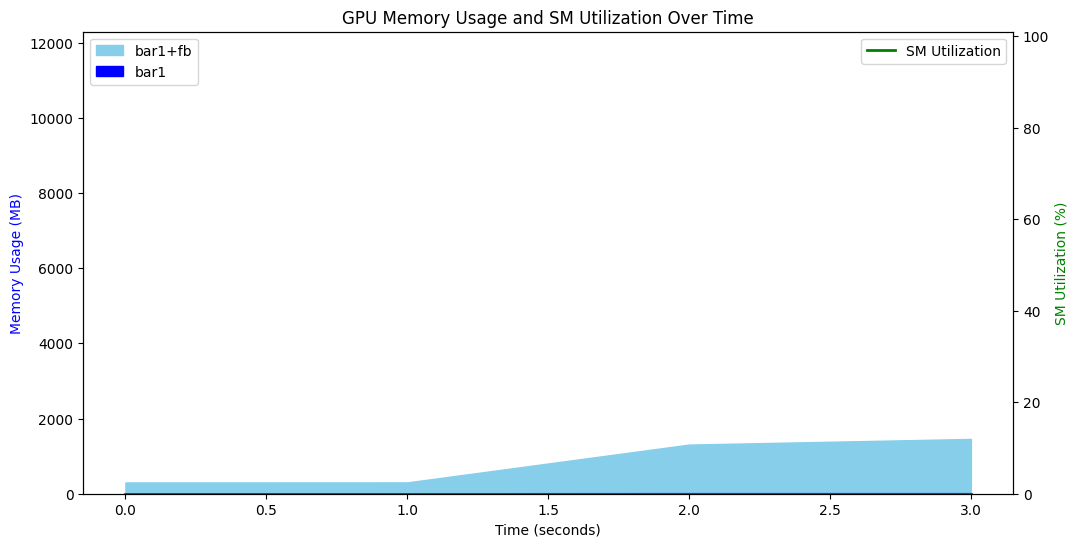 GPU Memory Usage and SM Utilization Over Time
bar1+fb
bar1
SM Utilization
Memory Usage (MB)
12000
10000
8000
6000
4000
2000
0
SM Utilization (%)
100
80
60
40
20
0
0.0 0.5 1.0 1.5 2.0 2.5 3.0
Time (seconds)